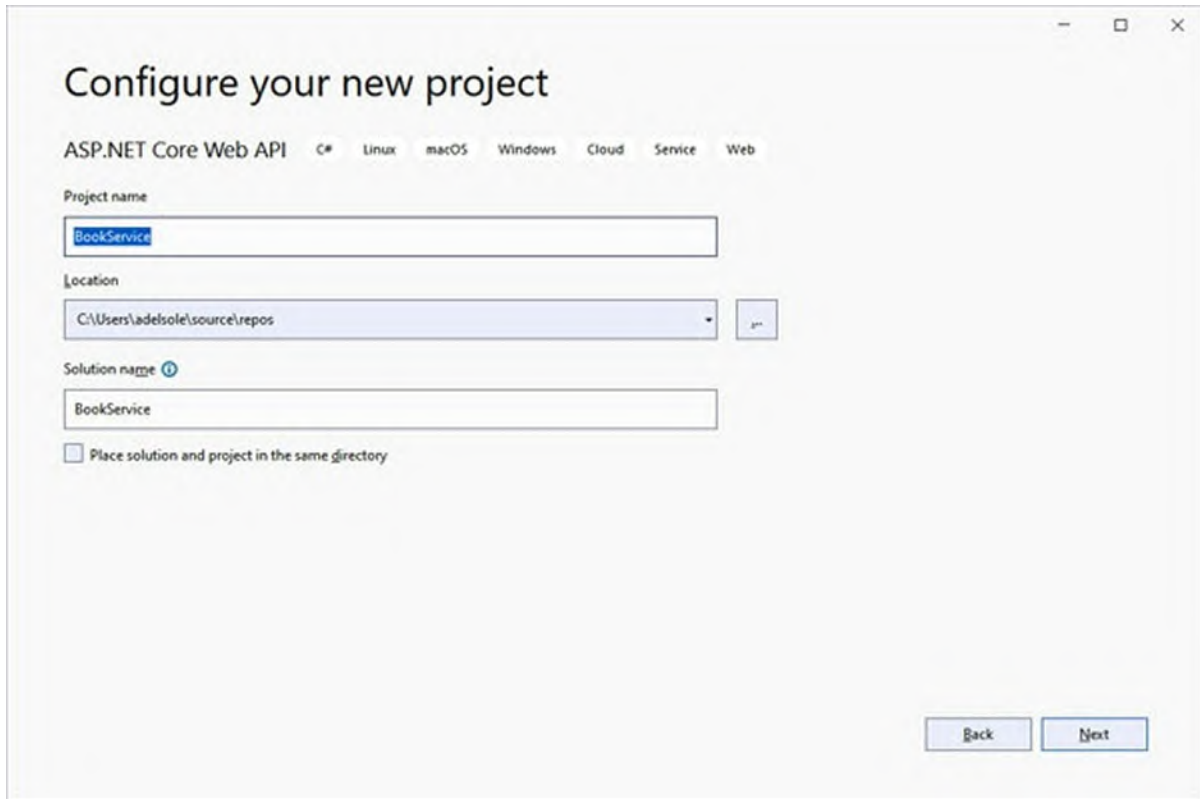 Configure your new project
ASP.NET Core Web API C# Linux macOS Windows Cloud Service Web
Project name
BookService
Location
C:\Users\adelsole\source\repos
...
Solution name
BookService
Place solution and project in the same directory
Back Next